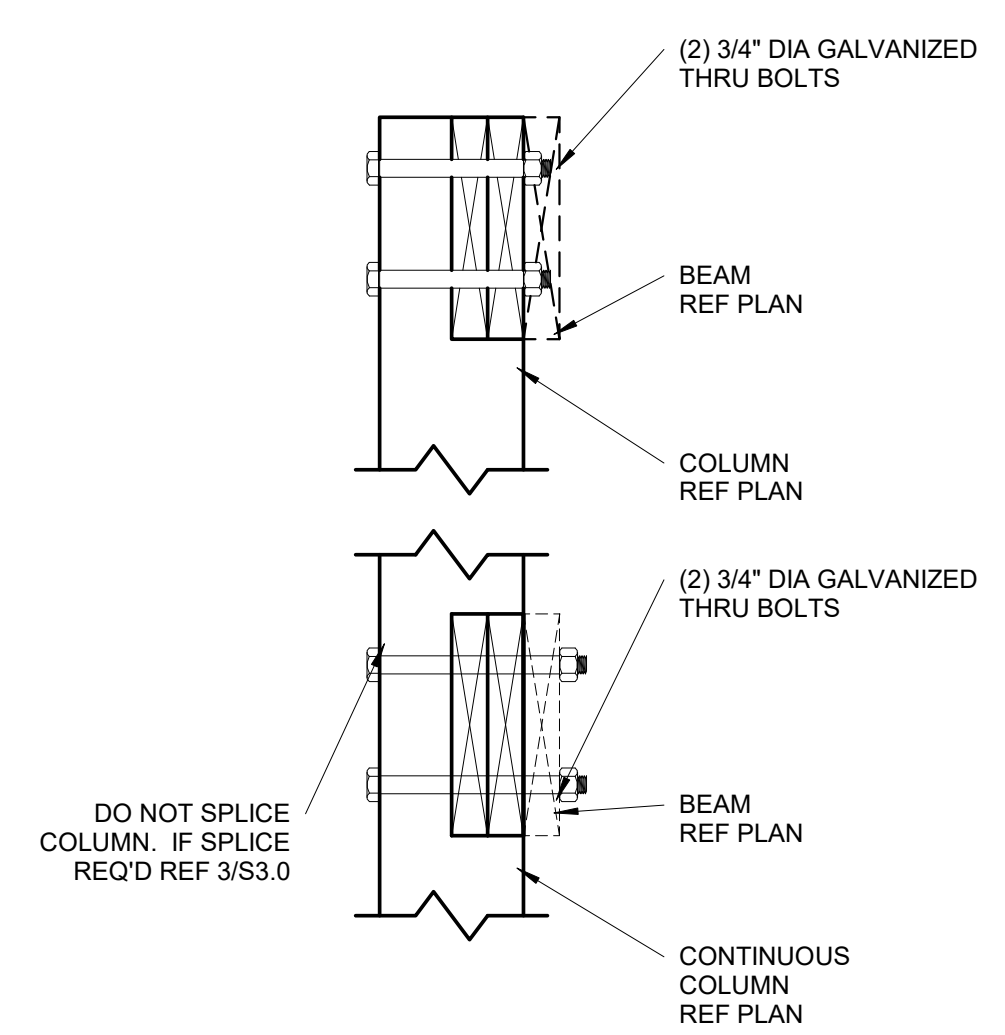 (2) 3/4" DIA GALVANIZED
THRU BOLTS
BEAM
REF PLAN
COLUMN
REF PLAN
(2) 3/4" DIA GALVANIZED
THRU BOLTS
DO NOT SPLICE
COLUMN.  IF SPLICE
REQ'D REF 3/S3.0
BEAM
REF PLAN
CONTINUOUS
COLUMN
REF PLAN